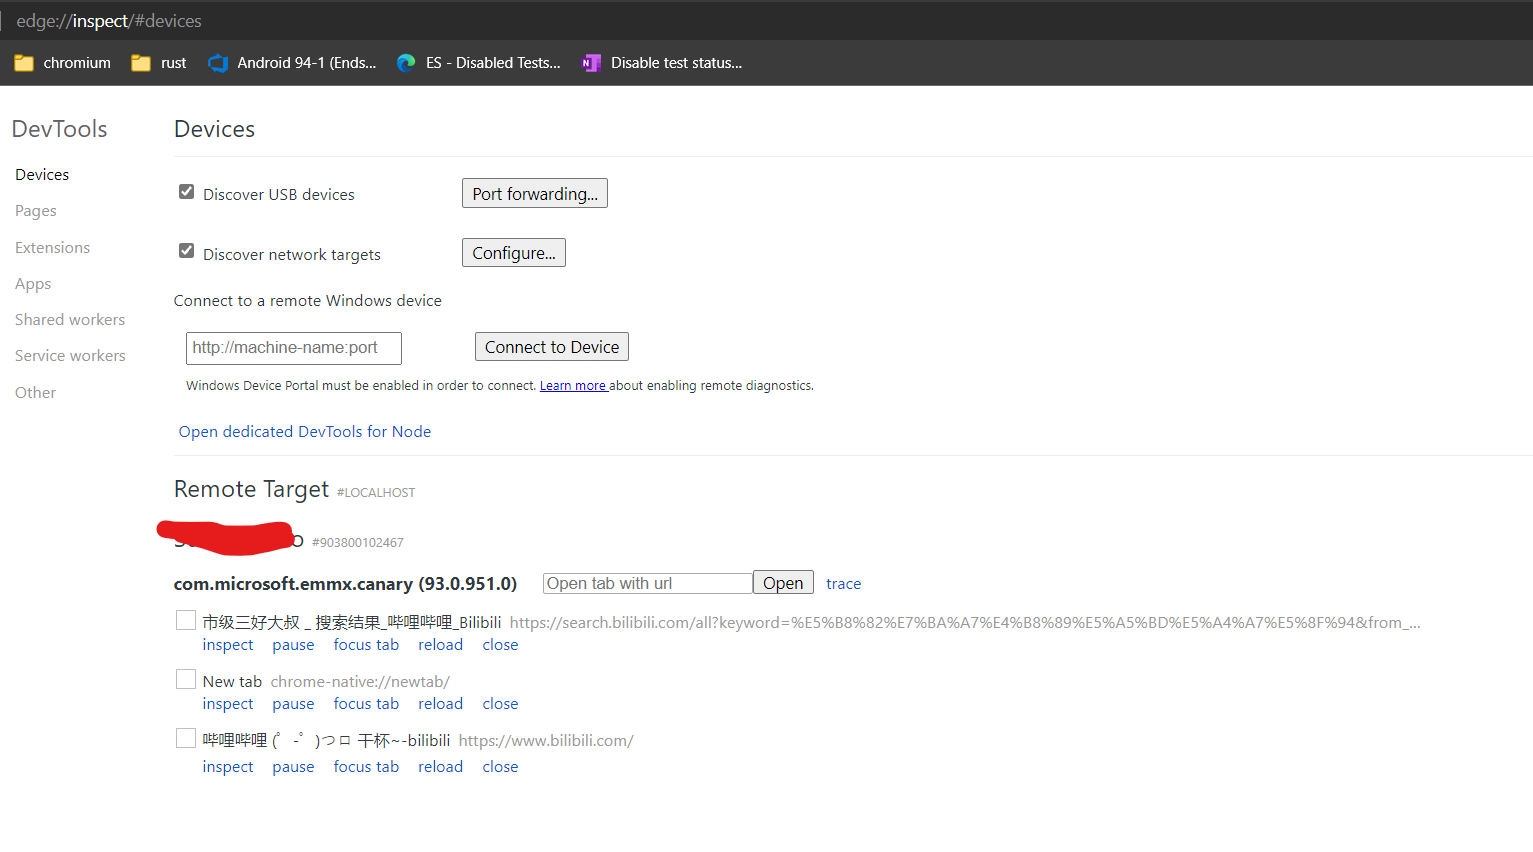 edge://inspect/#devices
chromium rust Android 94-1 (Ends... ES - Disabled Tests... Disable test status...
DevTools
Devices
Pages
Extensions
Apps
Shared workers
Service workers
Other
Devices
Discover USB devices Port forwarding...
Discover network targets Configure...
Connect to a remote Windows device
http://machine-name:port Connect to Device
Windows Device Portal must be enabled in order to connect. Learn more about enabling remote diagnostics.
Open dedicated DevTools for Node
Remote Target #LOCALHOST
#903800102467
com.microsoft.emmx.canary (93.0.951.0) Open tab with url Open trace
市级三好大叔 _ 搜索结果_哔哩哔哩_Bilibili https://search.bilibili.com/all?keyword=%E5%B8%82%E7%BA%A7%E4%B8%89%E5%A5%BD%E5%A4%A7%E5%8F%94&from_...
inspect pause focus tab reload close
New tab chrome-native://newtab/
inspect pause focus tab reload close
哔哩哔哩 (゜-゜)つロ 干杯~-bilibili https://www.bilibili.com/
inspect pause focus tab reload close